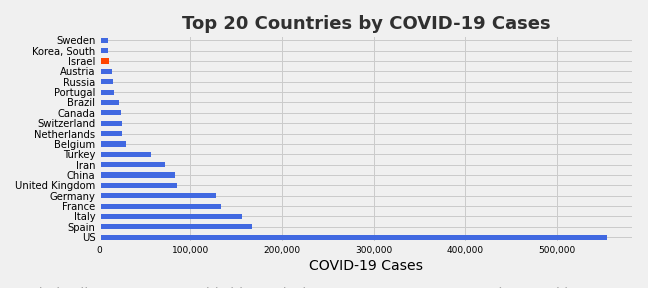 Top 20 Countries by COVID-19 Cases
Sweden
Korea, South
Israel
Austria
Russia
Portugal
Brazil
Canada
Switzerland
Netherlands
Belgium
Turkey
Iran
China
United Kingdom
Germany
France
Italy
Spain
US
0 100,000 200,000 300,000 400,000 500,000
COVID-19 Cases